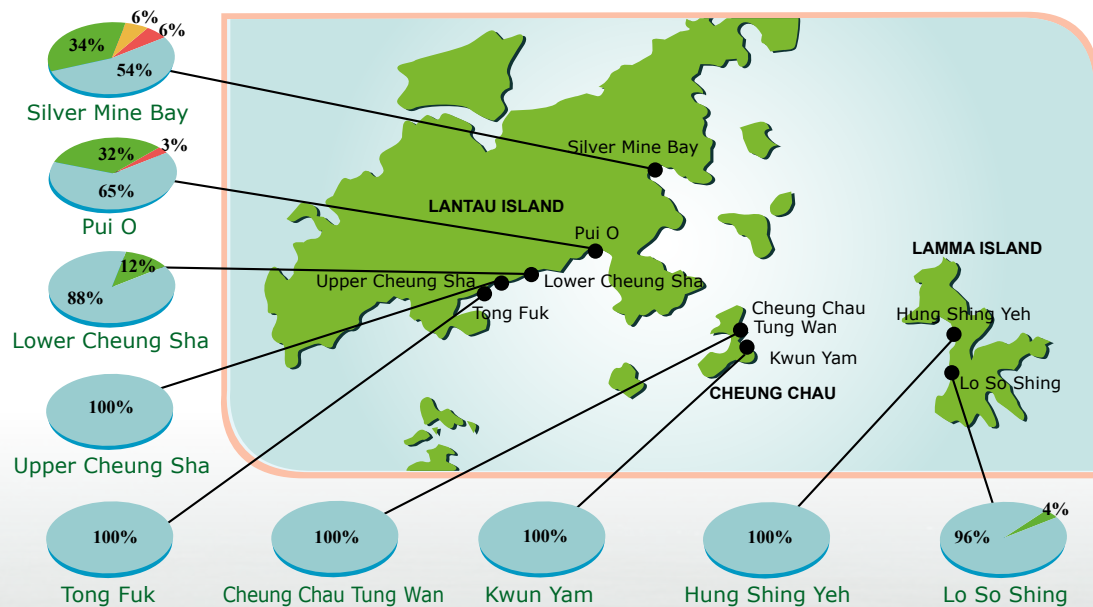 6%
6%
34%
54%
Silver Mine Bay
3%
32%
65%
Pui O
12%
88%
Lower Cheung Sha
100%
Upper Cheung Sha
100%
Tong Fuk
100%
Cheung Chau Tung Wan
100%
Kwun Yam
100%
Hung Shing Yeh
4%
96%
Lo So Shing
Silver Mine Bay
LANTAU ISLAND
Pui O
Upper Cheung Sha
Lower Cheung Sha
Tong Fuk
Cheung Chau
Tung Wan
Kwun Yam
CHEUNG CHAU
LAMMA ISLAND
Hung Shing Yeh
Lo So Shing